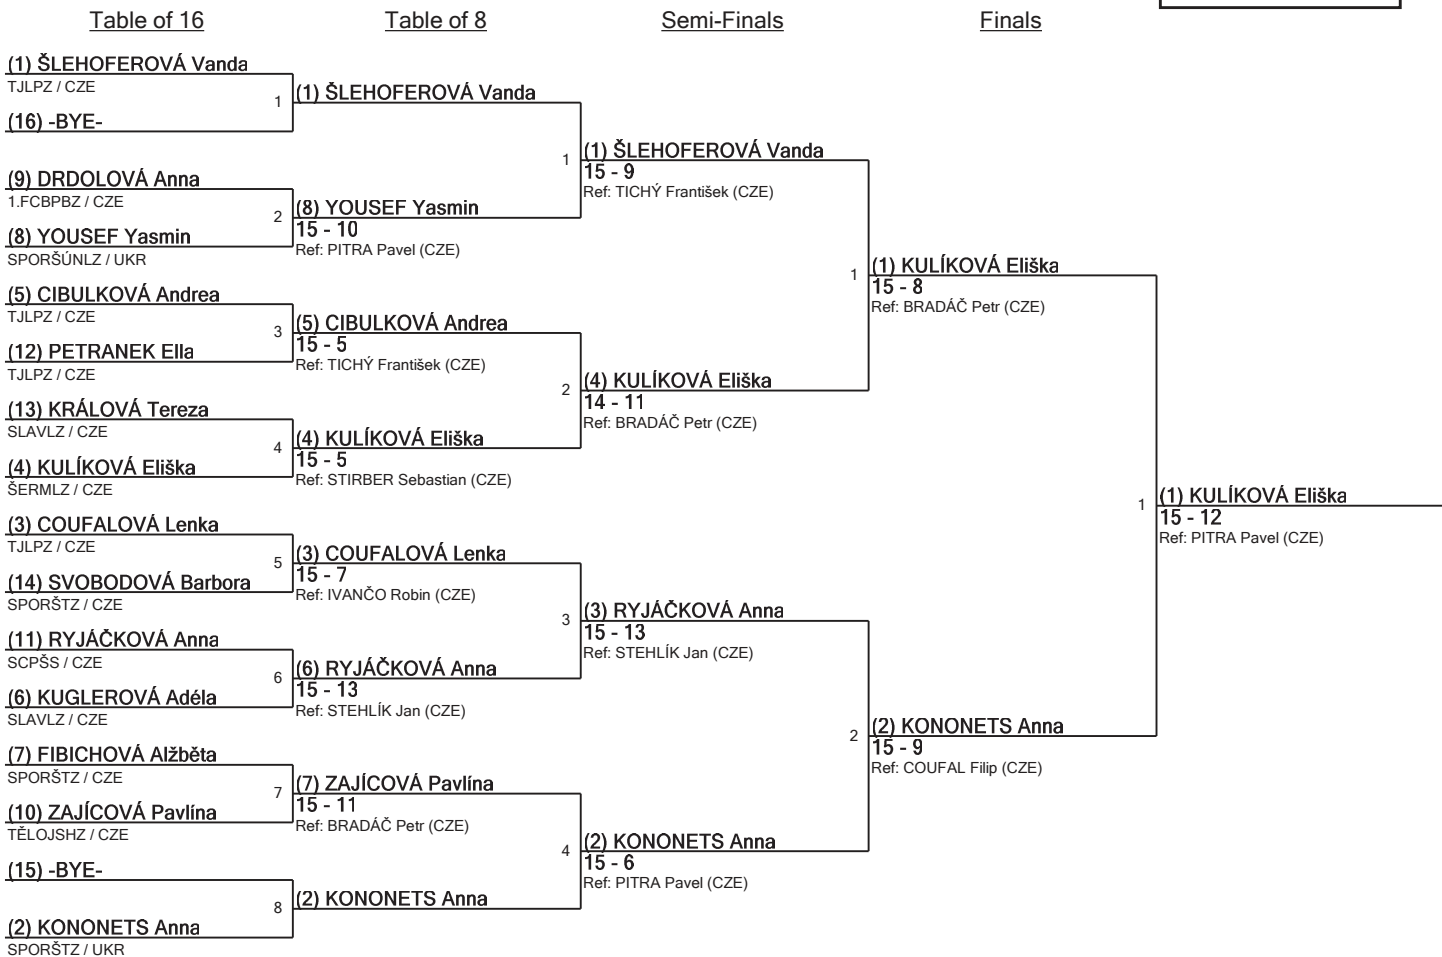 Table of 16
Table of 8
Semi-Finals
Finals
(1) ŠLEHOFEROVÁ Vanda
TJLPZ / CZE
1
(16) -BYE-
(9) DRDOLOVÁ Anna
1.FCBPBZ / CZE
2
(8) YOUSEF Yasmin
SPORŠÚNLZ / UKR
(5) CIBULKOVÁ Andrea
TJLPZ / CZE
3
(12) PETRANEK Ella
TJLPZ / CZE
(13) KRÁLOVÁ Tereza
SLAVLZ / CZE
4
(4) KULÍKOVÁ Eliška
ŠERMLZ / CZE
(3) COUFALOVÁ Lenka
TJLPZ / CZE
5
(14) SVOBODOVÁ Barbora
SPORŠTZ / CZE
(11) RYJÁČKOVÁ Anna
SCPŠS / CZE
6
(6) KUGLEROVÁ Adéla
SLAVLZ / CZE
(7) FIBICHOVÁ Alžběta
SPORŠTZ / CZE
7
(10) ZAJÍCOVÁ Pavlína
TĚLOJSHZ / CZE
(15) -BYE-
8
(2) KONONETS Anna
SPORŠTZ / UKR
(1) ŠLEHOFEROVÁ Vanda
1
(8) YOUSEF Yasmin
15 - 10
Ref: PITRA Pavel (CZE)
(5) CIBULKOVÁ Andrea
15 - 5
Ref: TICHÝ František (CZE)
2
(4) KULÍKOVÁ Eliška
15 - 5
Ref: STIRBER Sebastian (CZE)
(3) COUFALOVÁ Lenka
15 - 7
Ref: IVANČO Robin (CZE)
3
(6) RYJÁČKOVÁ Anna
15 - 13
Ref: STEHLÍK Jan (CZE)
(7) ZAJÍCOVÁ Pavlína
15 - 11
Ref: BRADÁČ Petr (CZE)
4
(2) KONONETS Anna
(1) ŠLEHOFEROVÁ Vanda
15 - 9
Ref: TICHÝ František (CZE)
1
(4) KULÍKOVÁ Eliška
14 - 11
Ref: BRADÁČ Petr (CZE)
(3) RYJÁČKOVÁ Anna
15 - 13
Ref: STEHLÍK Jan (CZE)
2
(2) KONONETS Anna
15 - 6
Ref: PITRA Pavel (CZE)
(1) KULÍKOVÁ Eliška
15 - 8
Ref: BRADÁČ Petr (CZE)
1
(2) KONONETS Anna
15 - 9
Ref: COUFAL Filip (CZE)
(1) KULÍKOVÁ Eliška
15 - 12
Ref: PITRA Pavel (CZE)